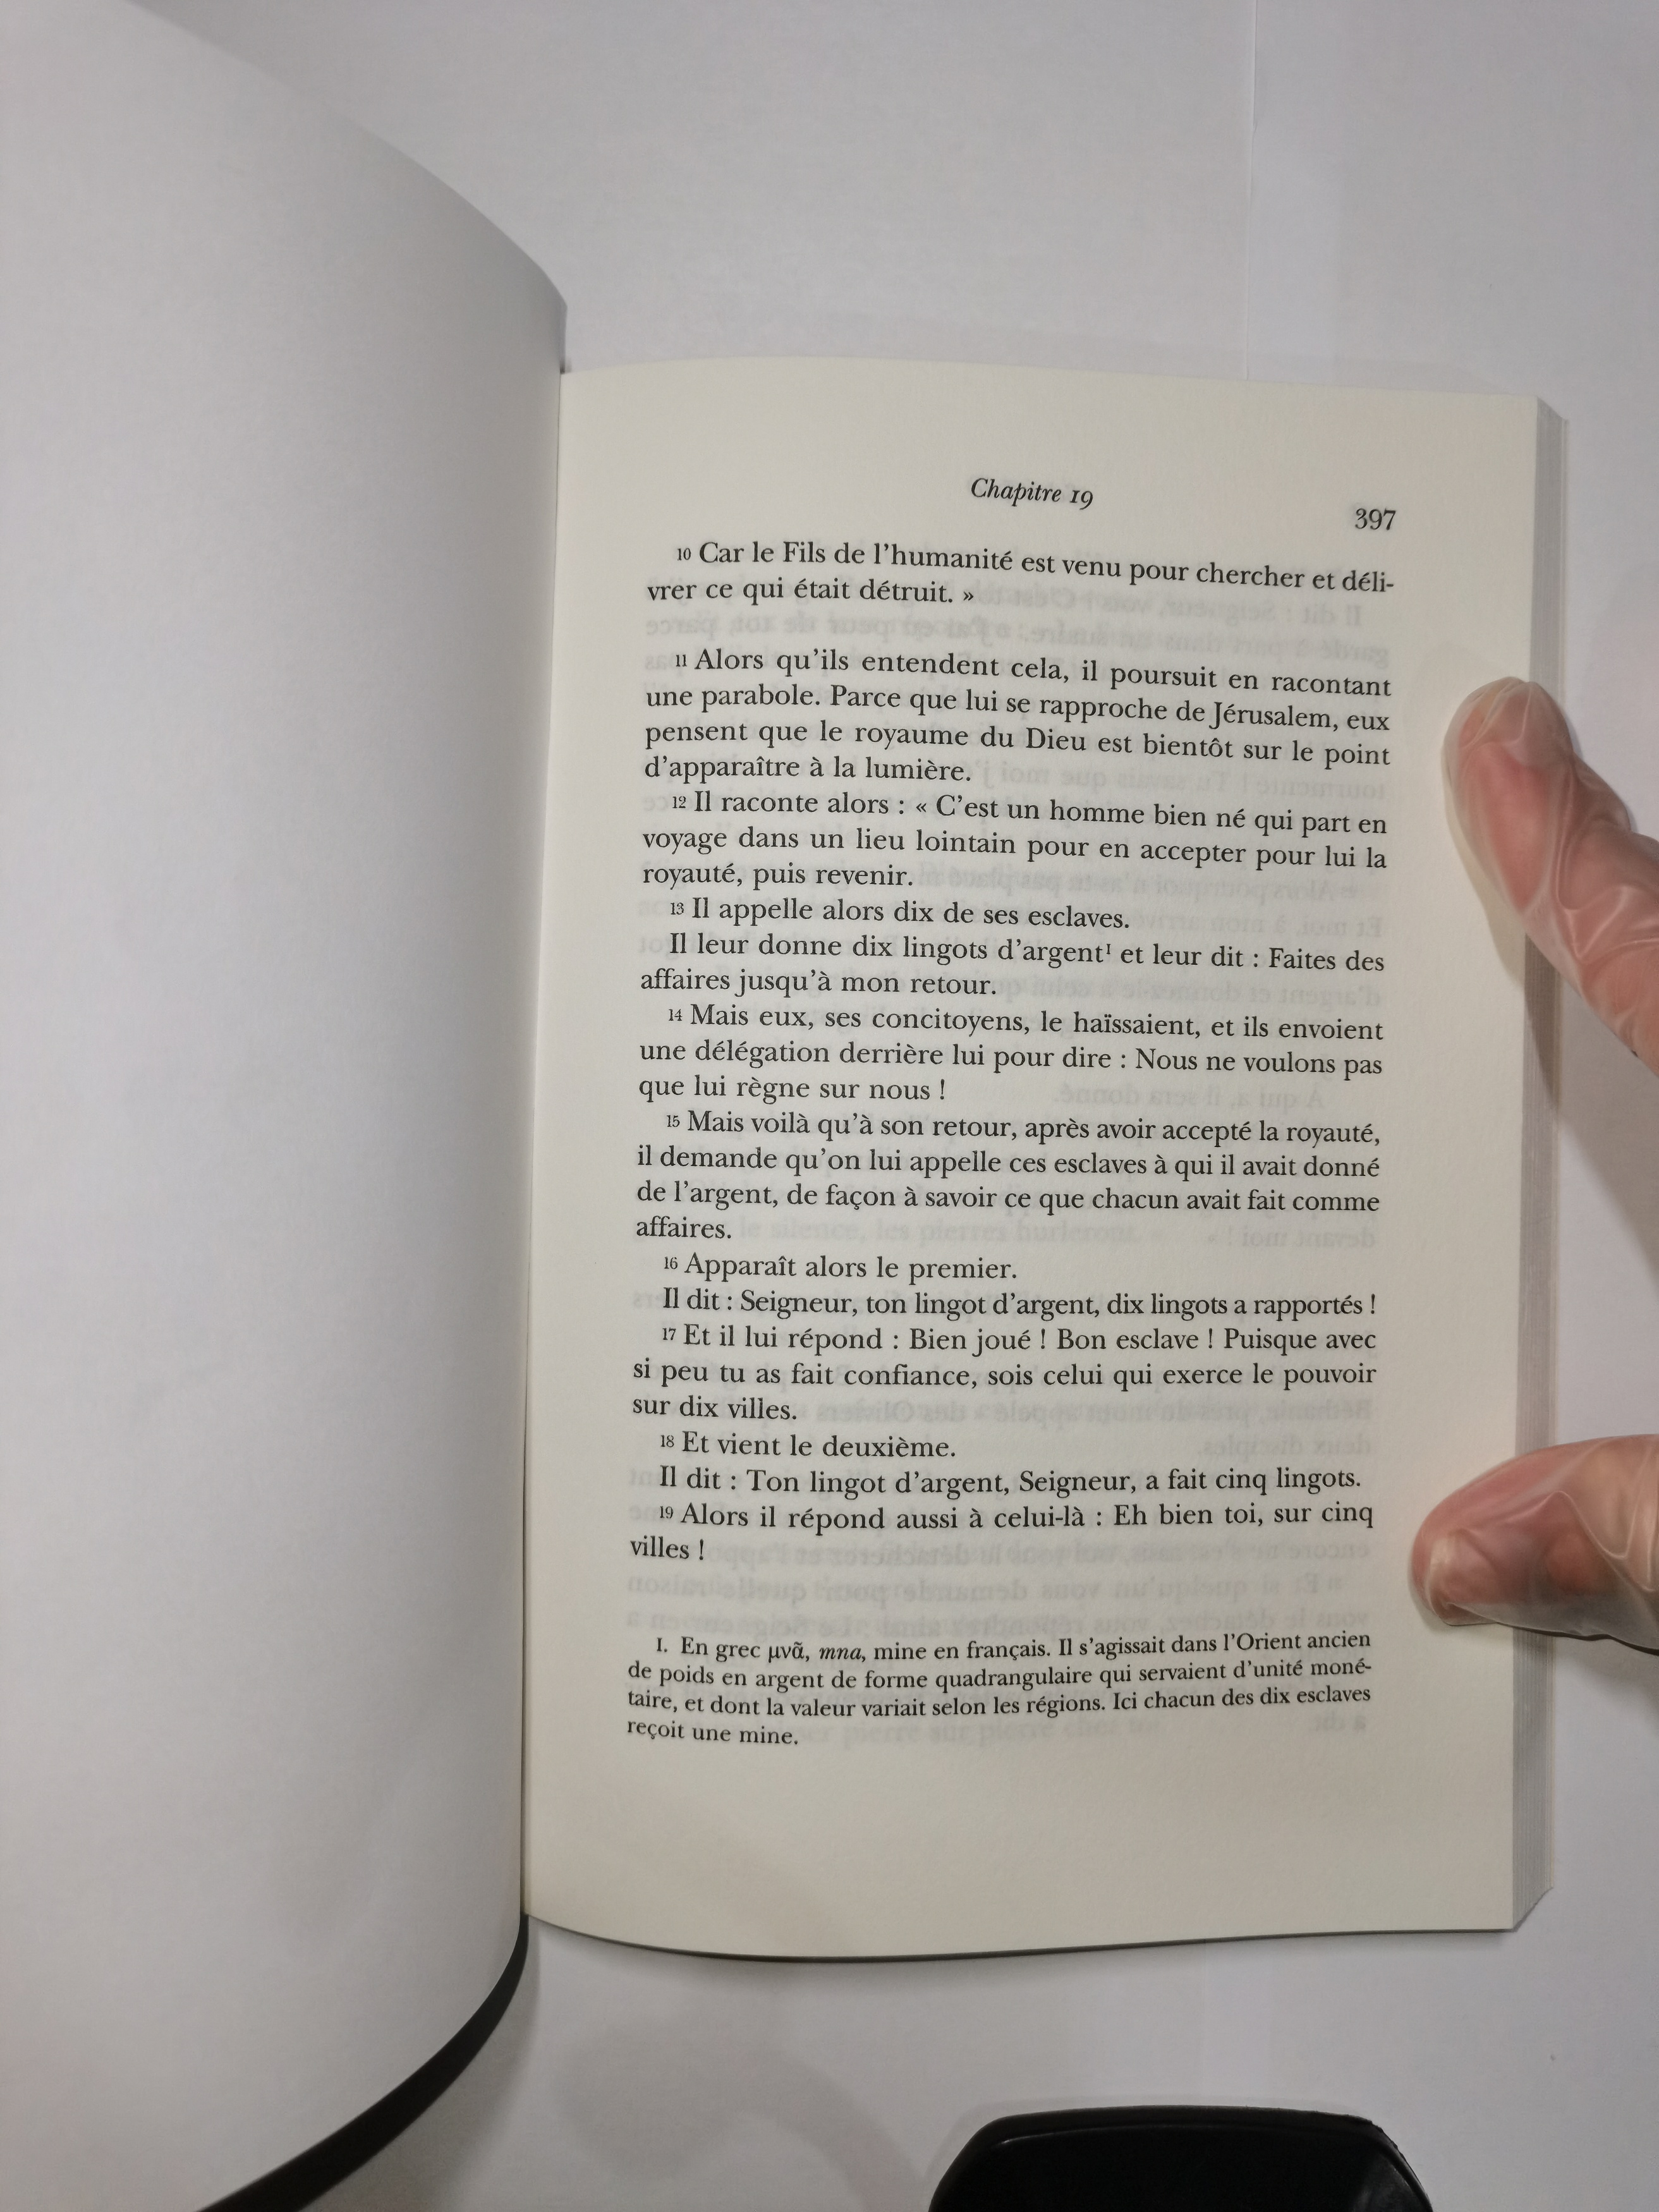 Chapitre 19
397
10 Car le Fils de l’humanité est venu pour chercher et déli-
vrer ce qui était détruit. »
11 Alors qu’ils entendent cela, il poursuit en racontant
une parabole. Parce que lui se rapproche de Jérusalem, eux
pensent que le royaume du Dieu est bientôt sur le point
d’apparaître à la lumière.
12 Il raconte alors : « C’est un homme bien né qui part en
voyage dans un lieu lointain pour en accepter pour lui la
royauté, puis revenir.
13 Il appelle alors dix de ses esclaves.
Il leur donne dix lingots d’argentI et leur dit : Faites des
affaires jusqu’à mon retour.
14 Mais eux, ses concitoyens, le haïssaient, et ils envoient
une délégation derrière lui pour dire : Nous ne voulons pas
que lui règne sur nous !
15 Mais voilà qu’à son retour, après avoir accepté la royauté,
il demande qu’on lui appelle ces esclaves à qui il avait donné
de l’argent, de façon à savoir ce que chacun avait fait comme
affaires.
16 Apparaît alors le premier.
Il dit : Seigneur, ton lingot d’argent, dix lingots a rapportés !
17 Et il lui répond : Bien joué ! Bon esclave ! Puisque avec
si peu tu as fait confiance, sois celui qui exerce le pouvoir
sur dix villes.
18 Et vient le deuxième.
Il dit : Ton lingot d’argent, Seigneur, a fait cinq lingots.
19 Alors il répond aussi à celui-là : Eh bien toi, sur cinq
villes !
I. En grec μνᾶ, mna, mine en français. Il s’agissait dans l’Orient ancien
de poids en argent de forme quadrangulaire qui servaient d’unité moné-
taire, et dont la valeur variait selon les régions. Ici chacun des dix esclaves
reçoit une mine.